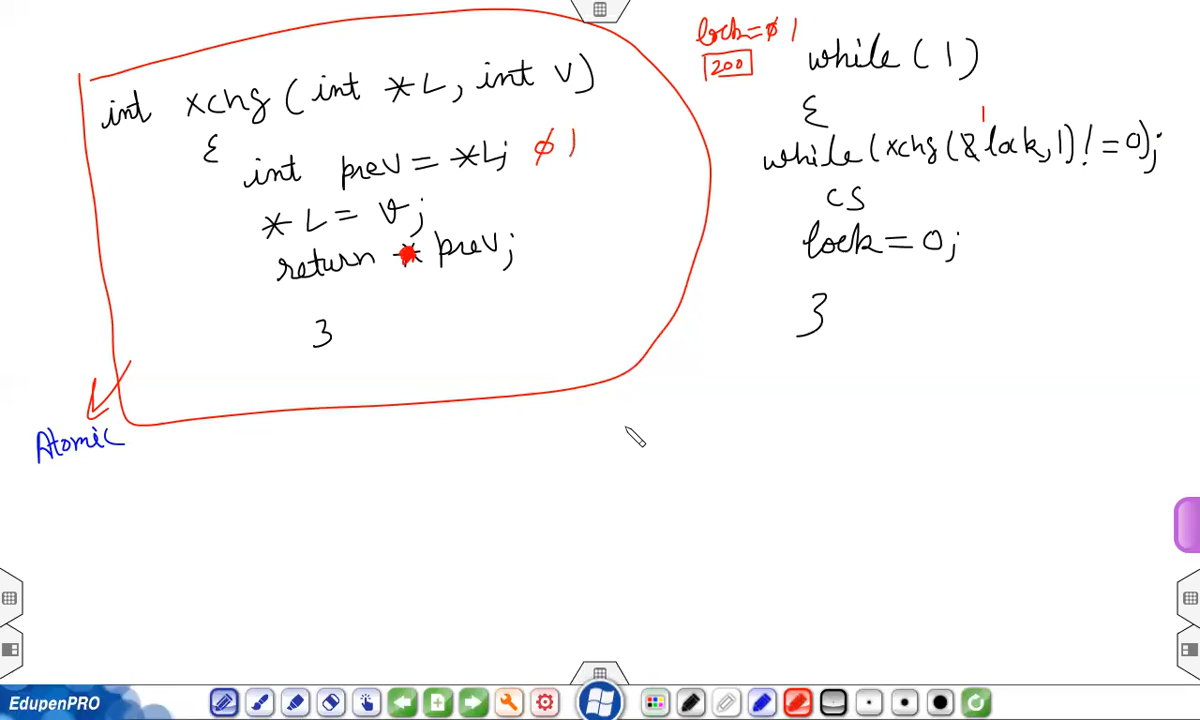 int xchg (int *L, int v)
{
int prev = *L; 0 1
*L = v;
return prev;
}
Atomic
lock = 0 1
200
while (1)
{
1
while (xchg (&lock, 1) != 0);
CS
lock = 0;
}
EdupenPRO